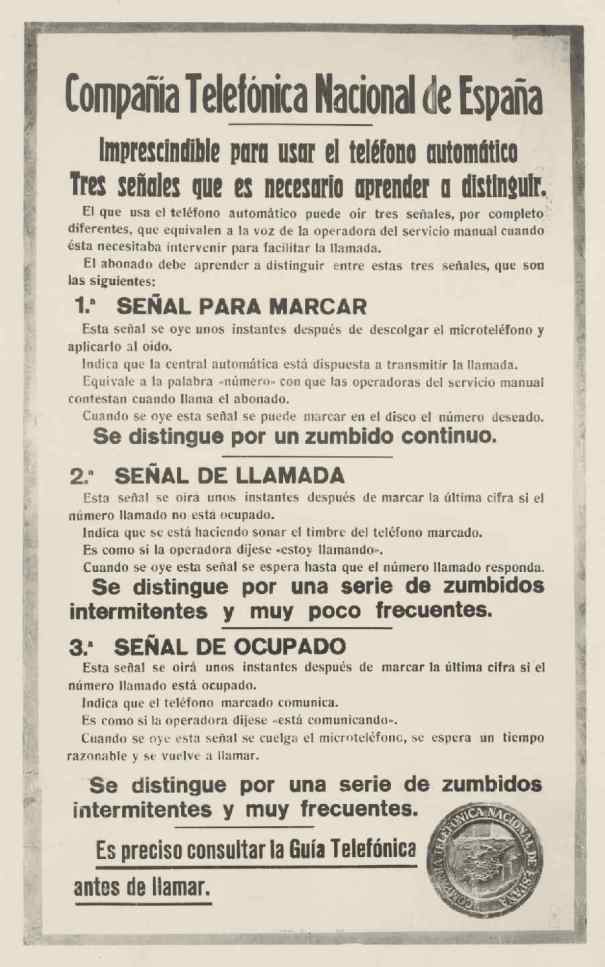 Compañía Telefónica Nacional de España
Imprescindible para usar el teléfono automático
Tres señales que es necesario aprender a distinguir.
El que usa el teléfono automático puede oir tres señales, por completo
diferentes, que equivalen a la voz de la operadora del servicio manual cuando
ésta necesitaba intervenir para facilitar la llamada.
El abonado debe aprender a distinguir entre estas tres señales, que son
las siguientes:
1.ª SEÑAL PARA MARCAR
Esta señal se oye unos instantes después de descolgar el microteléfono y
aplicarlo al oído.
Indica que la central automática está dispuesta a transmitir la llamada.
Equivale a la palabra «número» con que las operadoras del servicio manual
contestan cuando llama el abonado.
Cuando se oye esta señal se puede marcar en el disco el número deseado.
Se distingue por un zumbido continuo.
2.ª SEÑAL DE LLAMADA
Esta señal se oirá unos instantes después de marcar la última cifra si el
número llamado no está ocupado.
Indica que se está haciendo sonar el timbre del teléfono marcado.
Es como si la operadora dijese «estoy llamando».
Cuando se oye esta señal se espera hasta que el número llamado responda.
Se distingue por una serie de zumbidos
intermitentes y muy poco frecuentes.
3.ª SEÑAL DE OCUPADO
Esta señal se oirá unos instantes después de marcar la última cifra si el
número llamado está ocupado.
Indica que el teléfono marcado comunica.
Es como si la operadora dijese «está comunicando».
Cuando se oye esta señal se cuelga el microteléfono, se espera un tiempo
razonable y se vuelve a llamar.
Se distingue por una serie de zumbidos
intermitentes y muy frecuentes.
Es preciso consultar la Guía Telefónica
antes de llamar.
COMPAÑIA TELEFONICA NACIONAL DE ESPAÑA